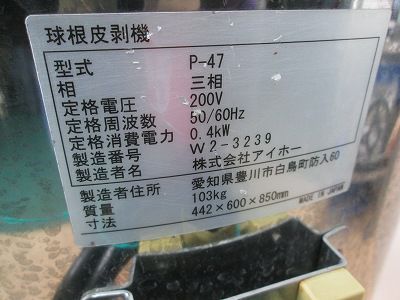 球根皮剥機
型式 P-47
相 三相
定格電圧 200V
定格周波数 50/60Hz
定格消費電力 0.4kW
製造番号 W2-3239
製造者名 株式会社アイホー
製造者住所 愛知県豊川市白鳥町防入60
質量 103kg
寸法 442×600×850mm
MADE IN JAPAN